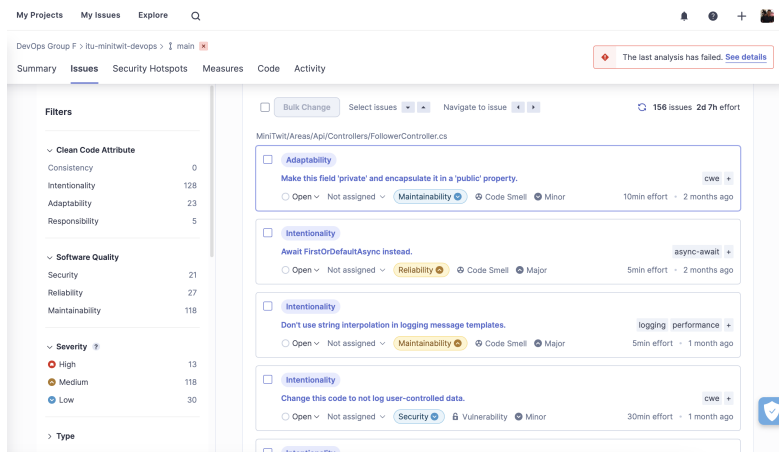 My Projects My Issues Explore
DevOps Group F > itu-minitwit-devops > main
The last analysis has failed. See details
Summary Issues Security Hotspots Measures Code Activity
Filters
Clean Code Attribute
Consistency 0
Intentionality 128
Adaptability 23
Responsibility 5
Software Quality
Security 21
Reliability 27
Maintainability 118
Severity ?
High 13
Medium 118
Low 30
Type
Bulk Change Select issues Navigate to issue 156 issues 2d 7h effort
MiniTwit/Areas/Api/Controllers/FollowerController.cs
Adaptability
Make this field 'private' and encapsulate it in a 'public' property. cwe +
Open Not assigned Maintainability Code Smell Minor 10min effort • 2 months ago
Intentionality
Await FirstOrDefaultAsync instead. async-await +
Open Not assigned Reliability Code Smell Major 5min effort • 2 months ago
Intentionality
Don't use string interpolation in logging message templates. logging performance +
Open Not assigned Maintainability Code Smell Major 5min effort • 1 month ago
Intentionality
Change this code to not log user-controlled data. cwe +
Open Not assigned Security Vulnerability Minor 30min effort • 1 month ago
Intentionality